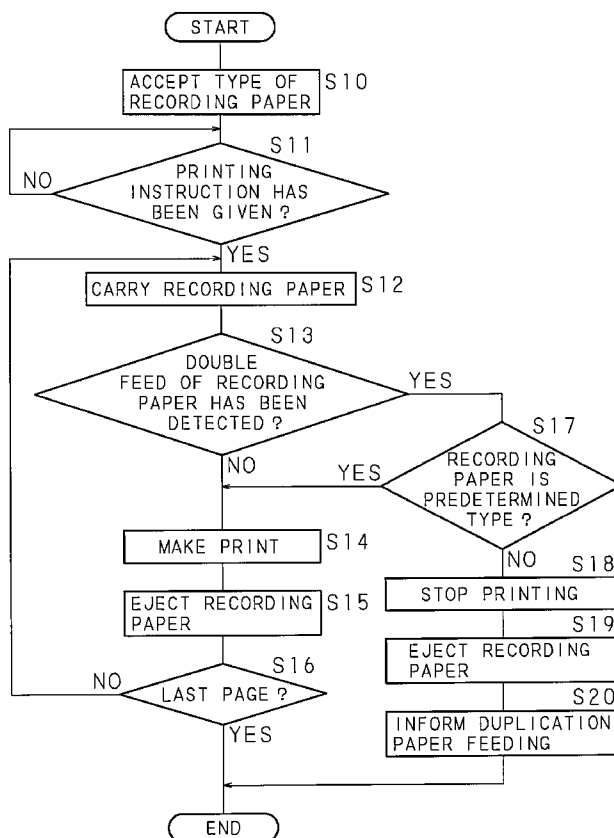 START
ACCEPT TYPE OF
RECORDING PAPER
S10
S11
PRINTING
INSTRUCTION HAS
BEEN GIVEN?
NO
YES
CARRY RECORDING PAPER
S12
S13
DOUBLE
FEED OF RECORDING
PAPER HAS BEEN
DETECTED?
YES
NO
S17
RECORDING
PAPER IS
PREDETERMINED
TYPE?
YES
NO
MAKE PRINT
S14
EJECT RECORDING
PAPER
S15
S16
LAST PAGE?
NO
YES
S18
STOP PRINTING
S19
EJECT RECORDING
PAPER
S20
INFORM DUPLICATION
PAPER FEEDING
END